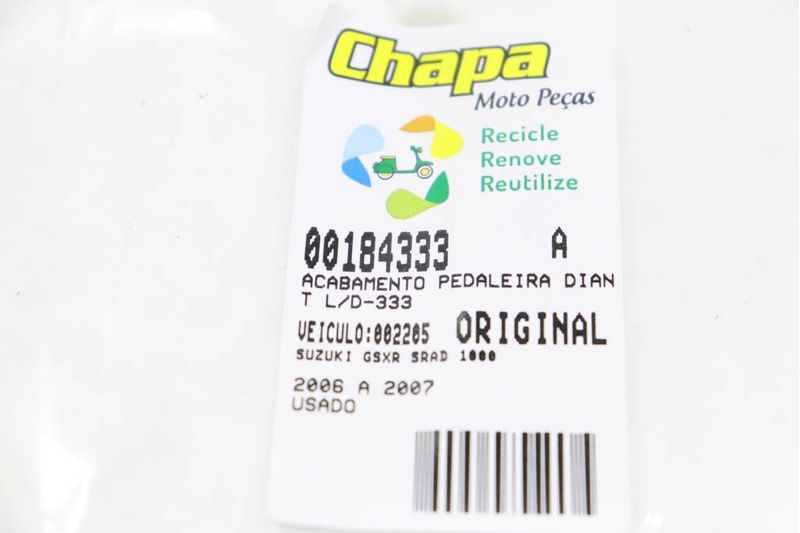 Chapa
Moto Peças
Recicle
Renove
Reutilize
00184333 A
ACABAMENTO PEDALEIRA DIAN
T L/D-333
VEICULO:002205 ORIGINAL
SUZUKI GSXR SRAD 1000
2006 A 2007
USADO